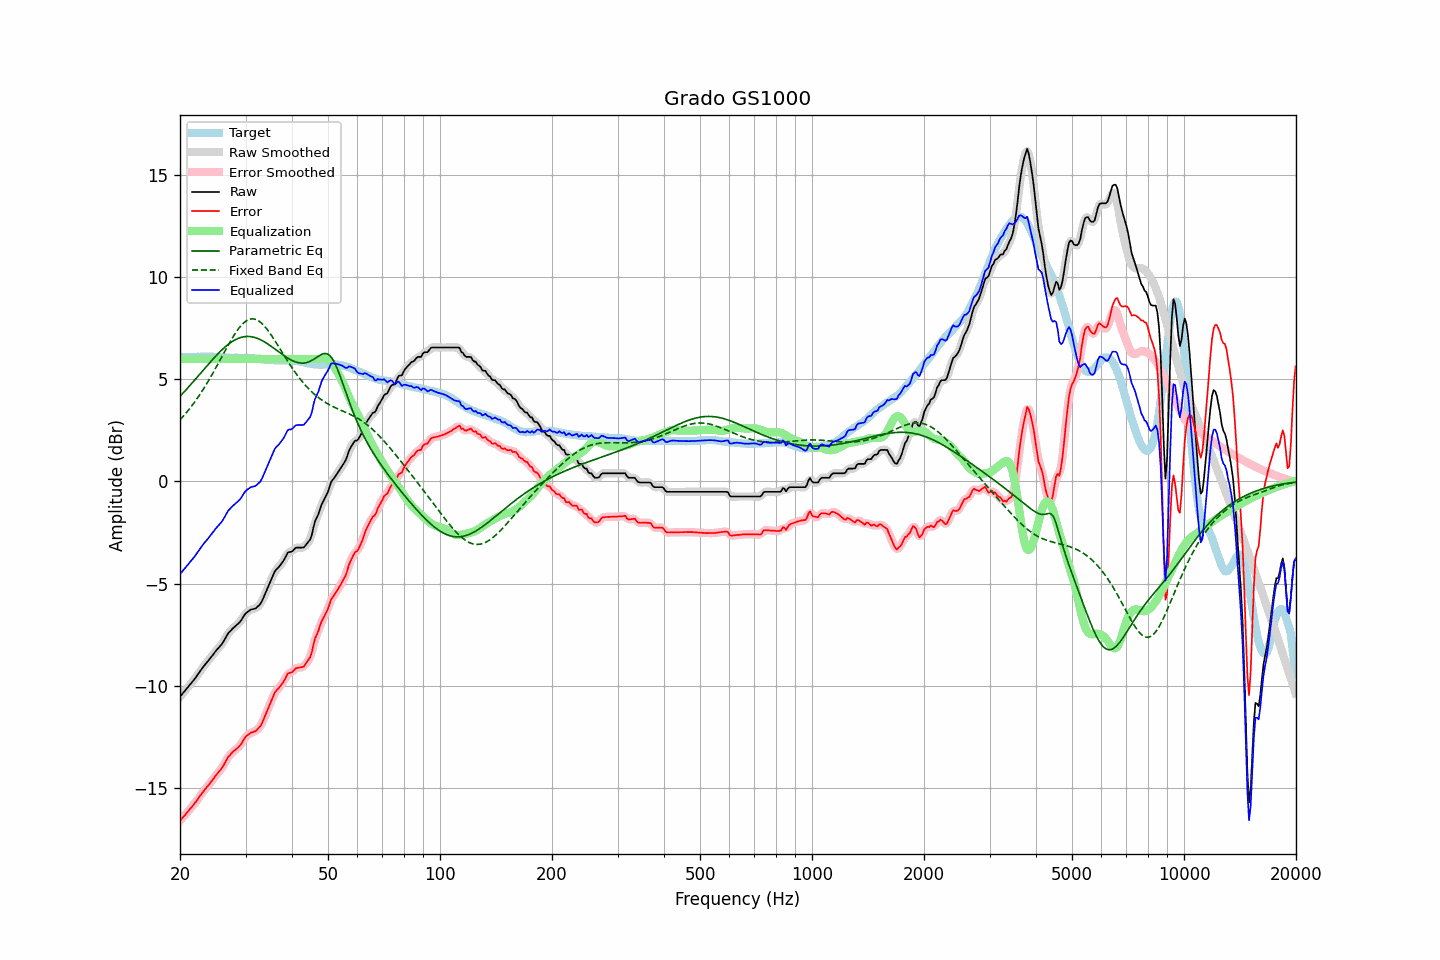 Grado GS1000
Target
Raw Smoothed
Error Smoothed
Raw
Error
Equalization
Parametric Eq
Fixed Band Eq
Equalized
15
10
5
0
−5
−10
−15
Amplitude (dBr)
20 50 100 200 500 1000 2000 5000 10000 20000
Frequency (Hz)